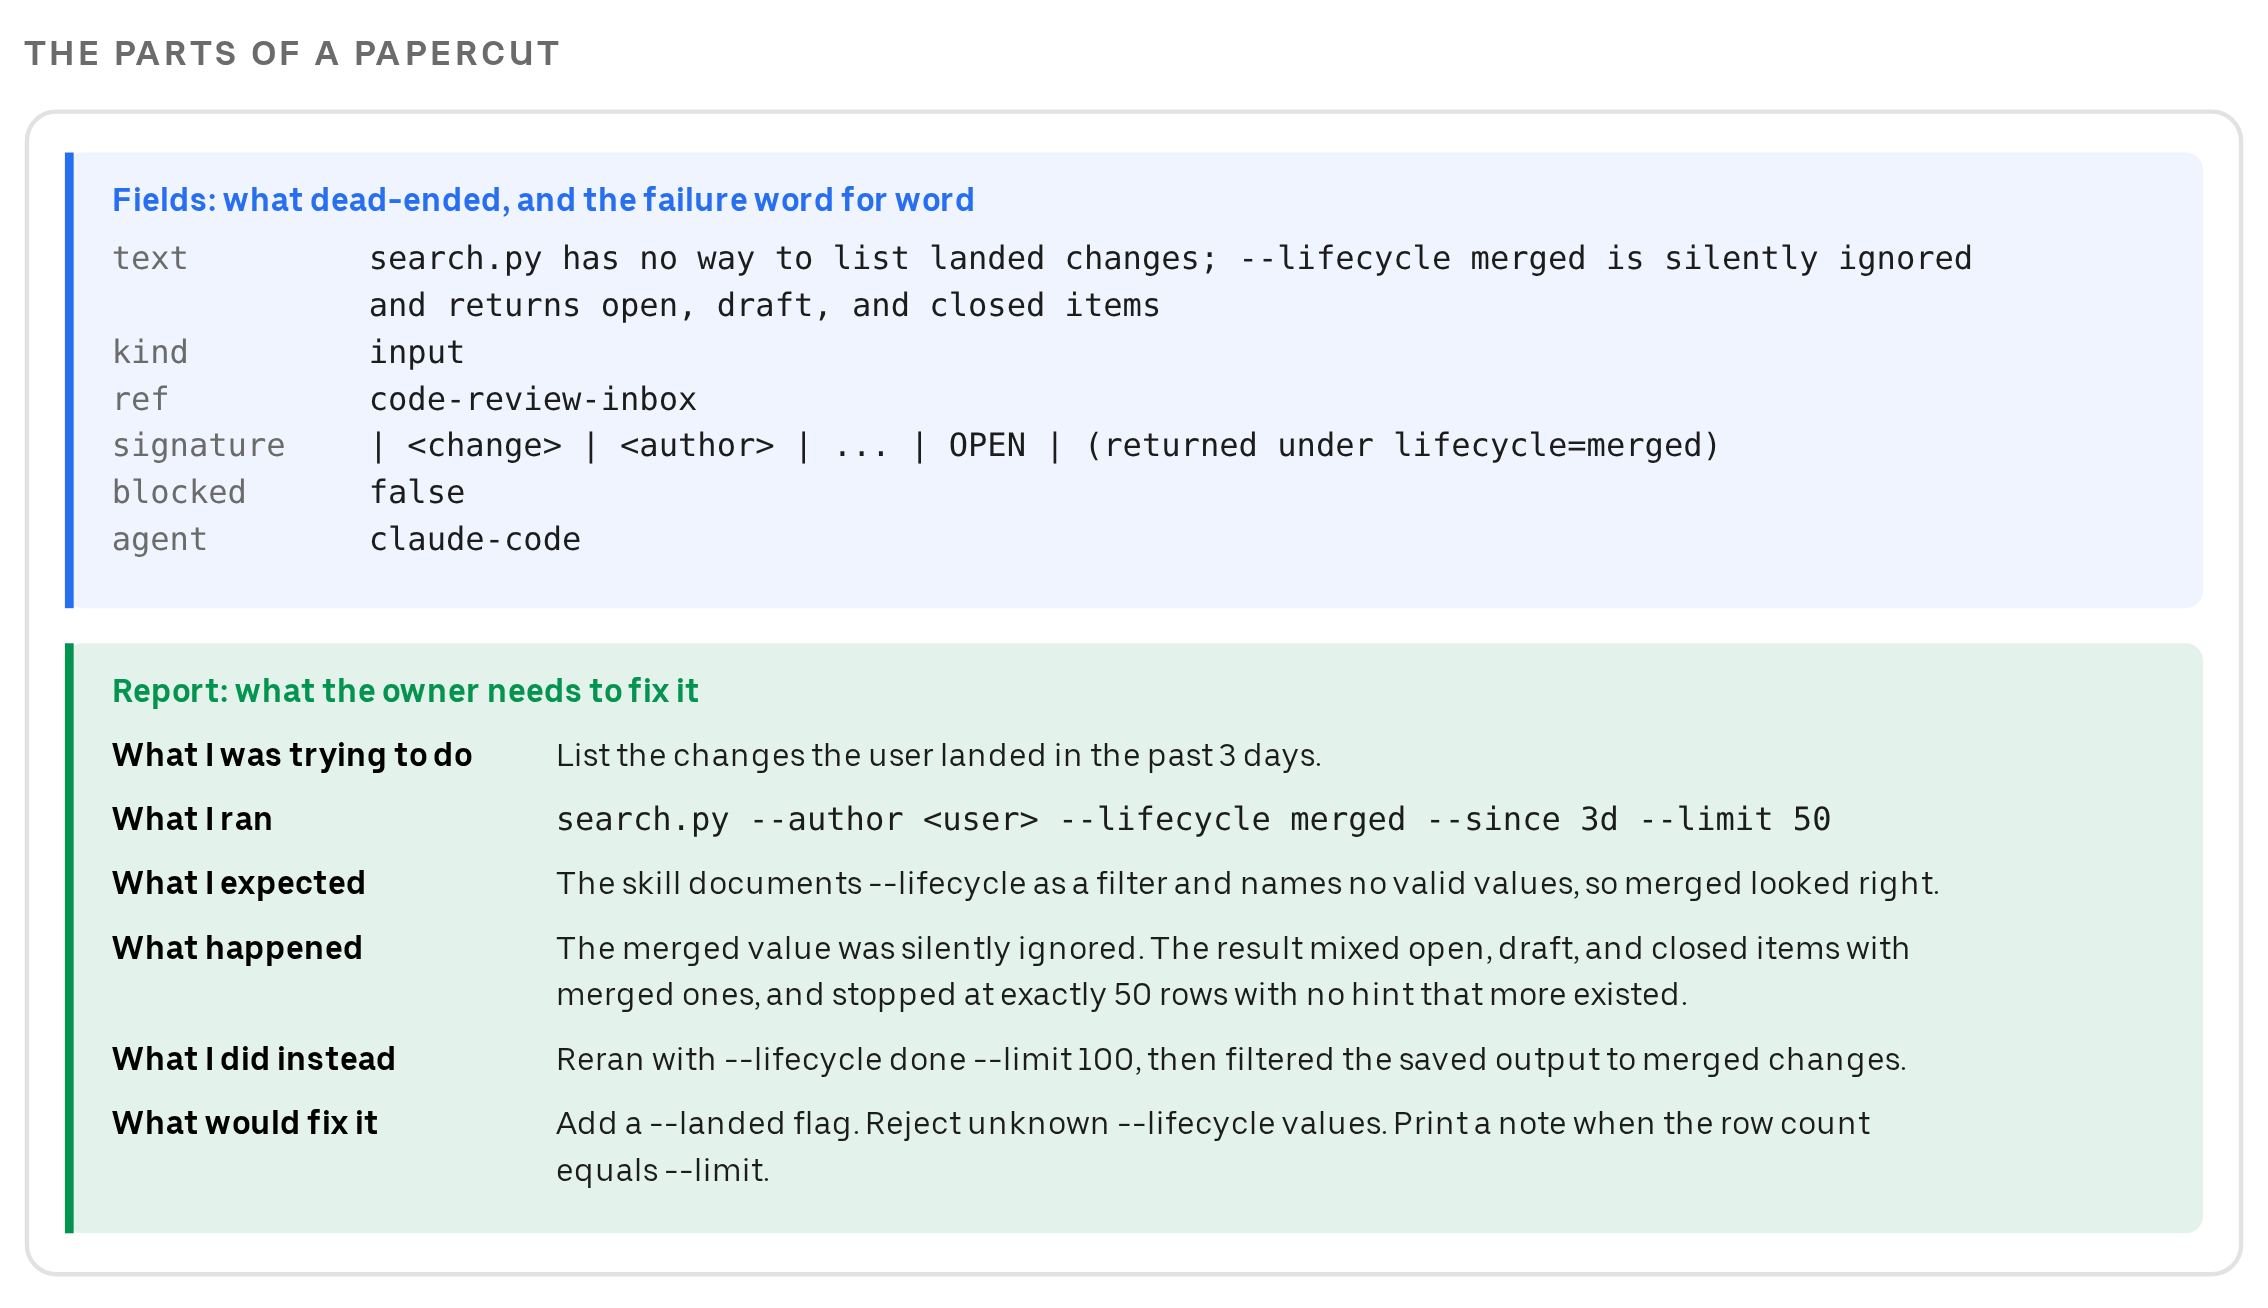 THE PARTS OF A PAPERCUT
Fields: what dead-ended, and the failure word for word
text search.py has no way to list landed changes; --lifecycle merged is silently ignored
and returns open, draft, and closed items
kind input
ref code-review-inbox
signature | <change> | <author> | ... | OPEN | (returned under lifecycle=merged)
blocked false
agent claude-code
Report: what the owner needs to fix it
What I was trying to do List the changes the user landed in the past 3 days.
What I ran search.py --author <user> --lifecycle merged --since 3d --limit 50
What I expected The skill documents --lifecycle as a filter and names no valid values, so merged looked right.
What happened The merged value was silently ignored. The result mixed open, draft, and closed items with
merged ones, and stopped at exactly 50 rows with no hint that more existed.
What I did instead Reran with --lifecycle done --limit 100, then filtered the saved output to merged changes.
What would fix it Add a --landed flag. Reject unknown --lifecycle values. Print a note when the row count
equals --limit.